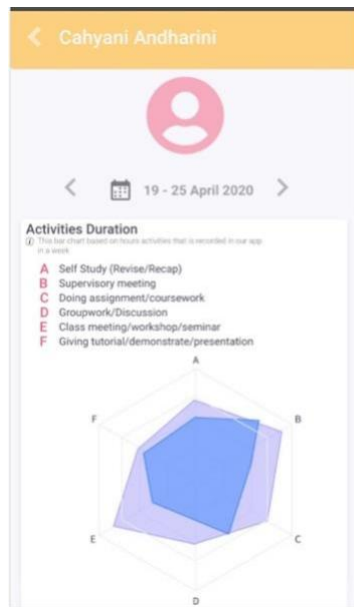 Cahyani Andharini
19 - 25 April 2020
Activities Duration
This bar chart based on hours activities that is recorded in our app
in a week
A Self Study (Revise/Recap)
B Supervisory meeting
C Doing assignment/coursework
D Groupwork/Discussion
E Class meeting/workshop/seminar
F Giving tutorial/demonstrate/presentation
A
F
B
E
C
D